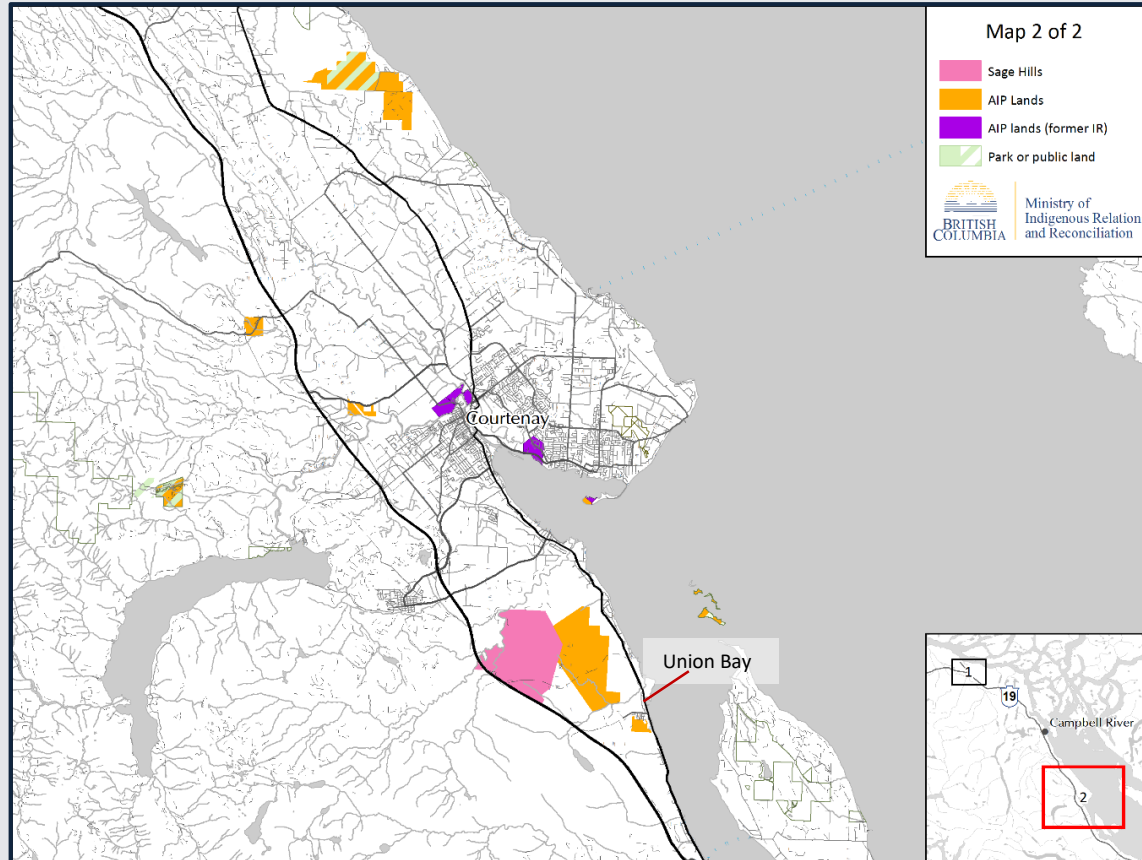 Map 2 of 2
Sage Hills
AIP Lands
AIP lands (former IR)
Park or public land
BRITISH
COLUMBIA
Ministry of
Indigenous Relation
and Reconciliation
Courtenay
Union Bay
1
19
Campbell River
2